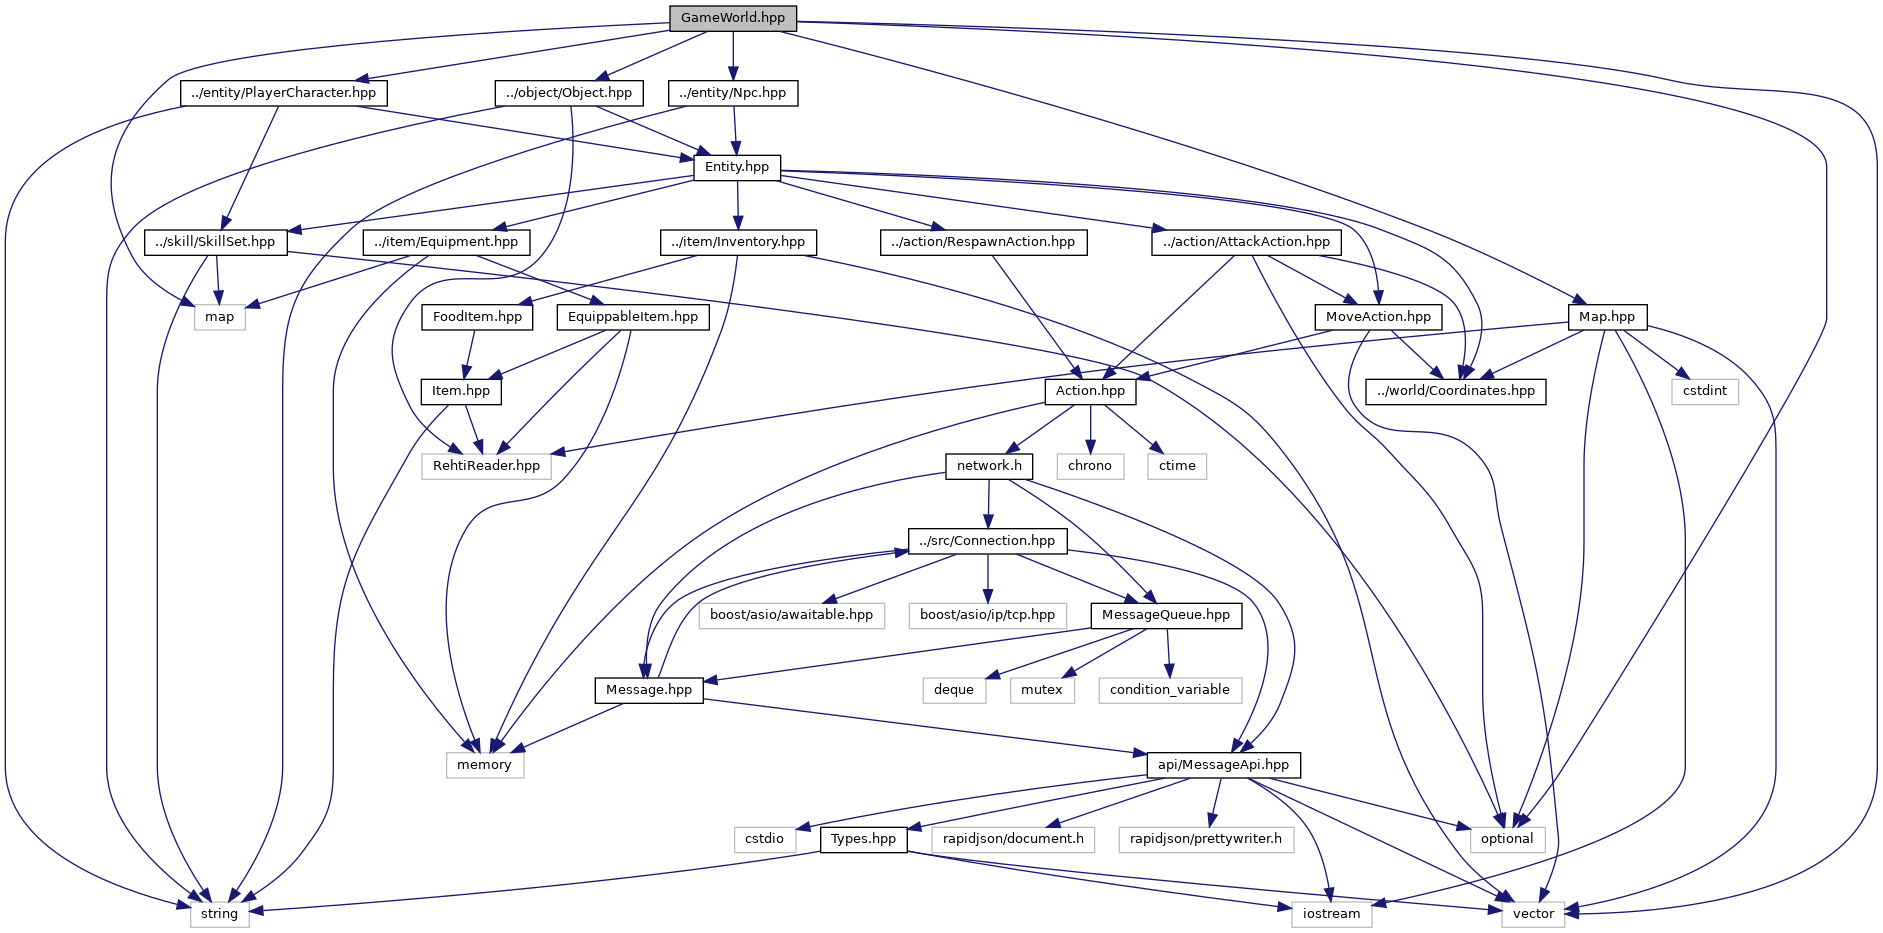 GameWorld.hpp
../entity/PlayerCharacter.hpp
../object/Object.hpp
../entity/Npc.hpp
Entity.hpp
../skill/SkillSet.hpp
../item/Equipment.hpp
../item/Inventory.hpp
../action/RespawnAction.hpp
../action/AttackAction.hpp
map
FoodItem.hpp
EquippableItem.hpp
MoveAction.hpp
Map.hpp
Item.hpp
Action.hpp
../world/Coordinates.hpp
cstdint
RehtiReader.hpp
network.h
chrono
ctime
../src/Connection.hpp
boost/asio/awaitable.hpp
boost/asio/ip/tcp.hpp
MessageQueue.hpp
Message.hpp
deque
mutex
condition_variable
memory
api/MessageApi.hpp
cstdio
Types.hpp
rapidjson/document.h
rapidjson/prettywriter.h
optional
string
iostream
vector